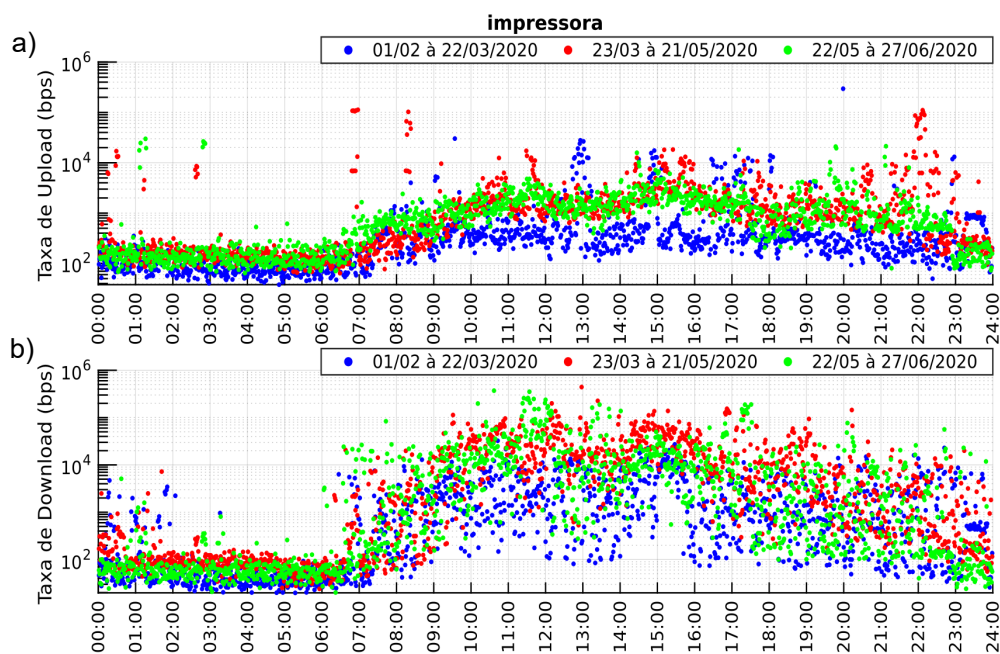 impressora
a)
01/02 à 22/03/2020 23/03 à 21/05/2020 22/05 à 27/06/2020
Taxa de Upload (bps)
10^6
10^4
10^2
00:00 01:00 02:00 03:00 04:00 05:00 06:00 07:00 08:00 09:00 10:00 11:00 12:00 13:00 14:00 15:00 16:00 17:00 18:00 19:00 20:00 21:00 22:00 23:00 24:00
b)
01/02 à 22/03/2020 23/03 à 21/05/2020 22/05 à 27/06/2020
Taxa de Download (bps)
10^6
10^4
10^2
00:00 01:00 02:00 03:00 04:00 05:00 06:00 07:00 08:00 09:00 10:00 11:00 12:00 13:00 14:00 15:00 16:00 17:00 18:00 19:00 20:00 21:00 22:00 23:00 24:00